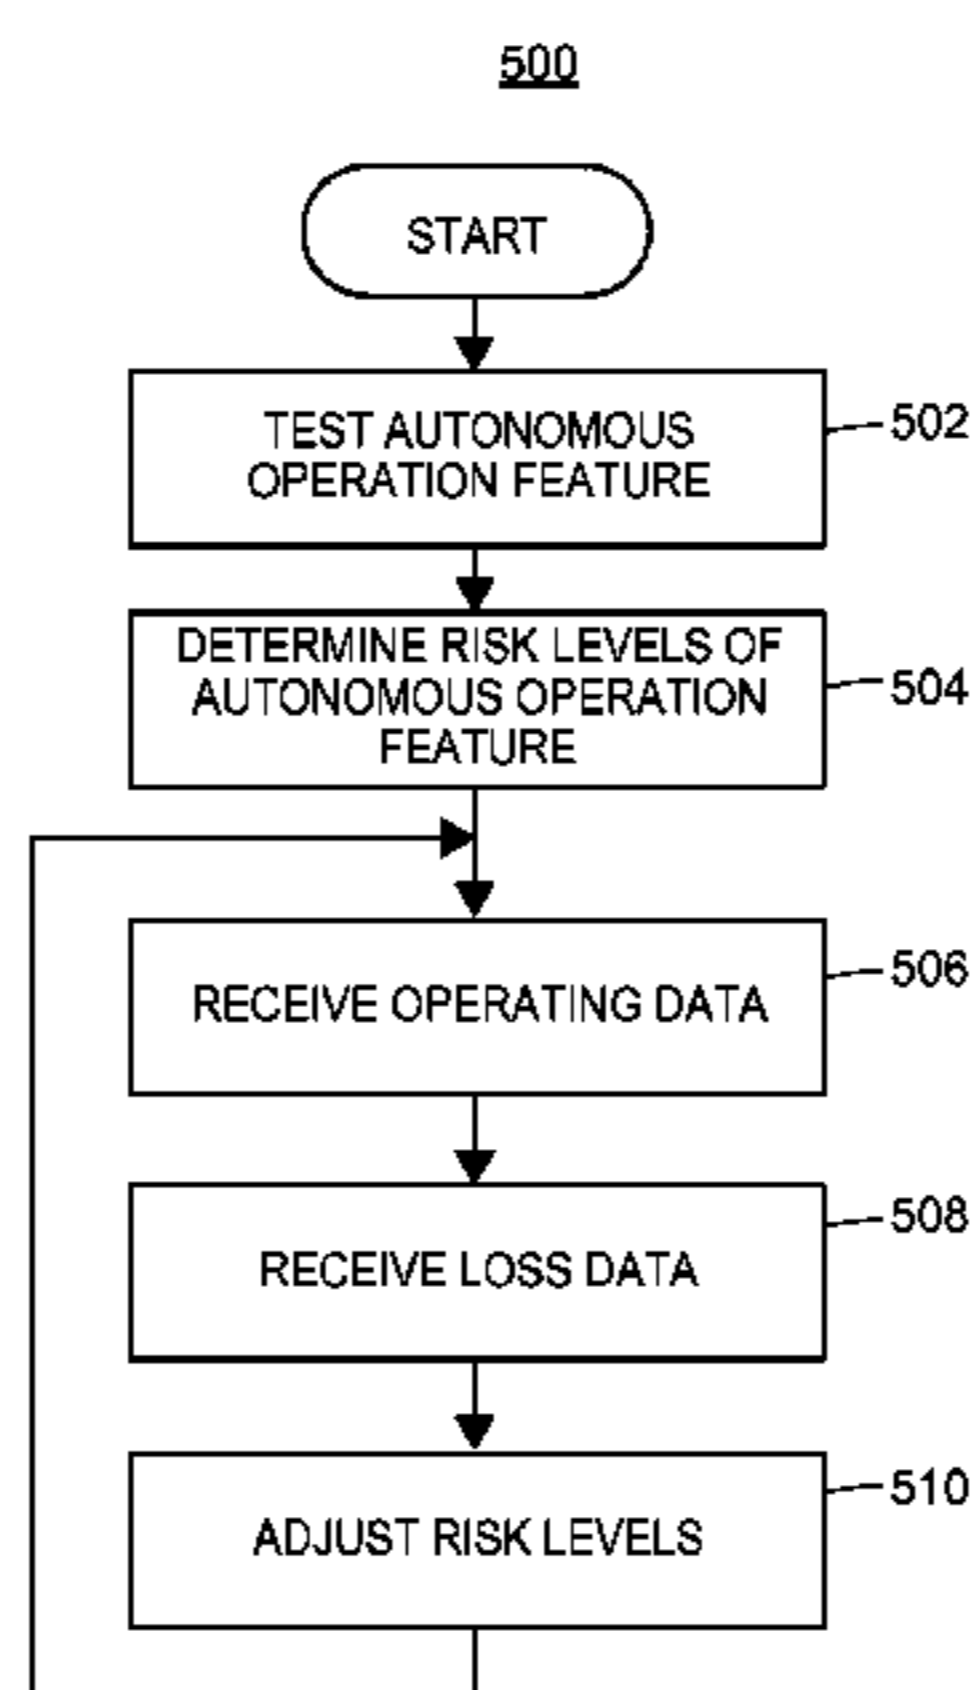 500
START
TEST AUTONOMOUS
OPERATION FEATURE
502
DETERMINE RISK LEVELS OF
AUTONOMOUS OPERATION
FEATURE
504
RECEIVE OPERATING DATA
506
RECEIVE LOSS DATA
508
ADJUST RISK LEVELS
510